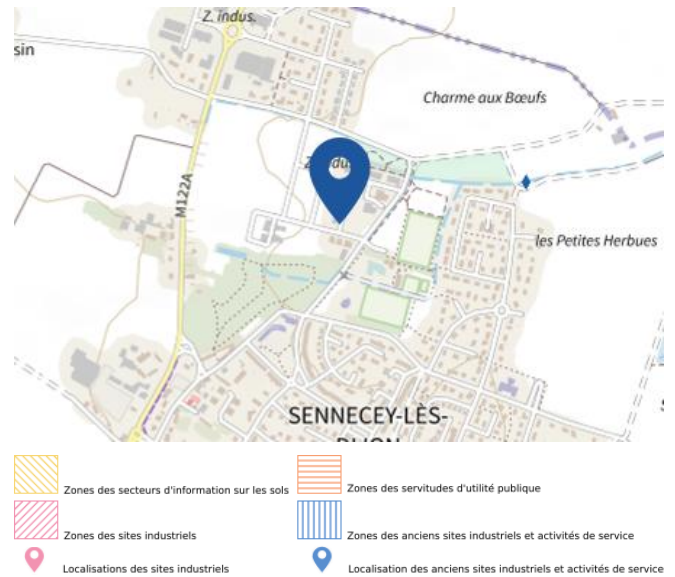 Z. indus.
sin
Charme aux Bœufs
M122A
les Petites Herbues
SENNECEY-LÈS-
DIJON
Zones des secteurs d'information sur les sols
Zones des servitudes d'utilité publique
Zones des sites industriels
Zones des anciens sites industriels et activités de service
Localisations des sites industriels
Localisation des anciens sites industriels et activités de service